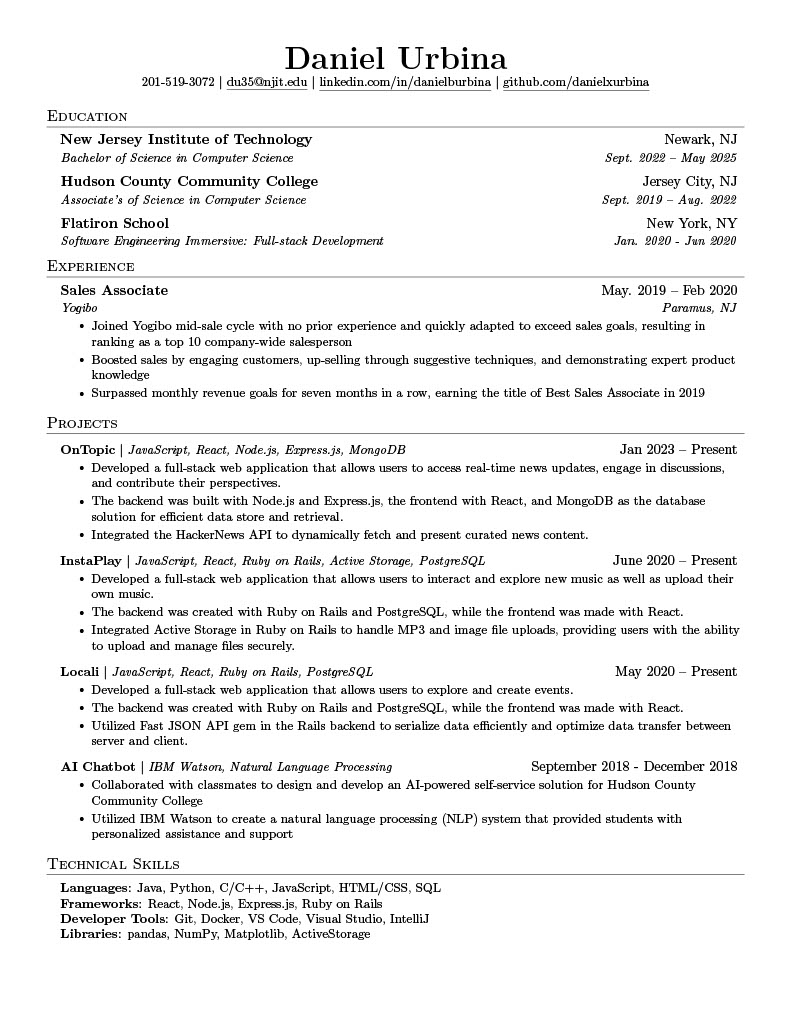 Daniel Urbina
201-519-3072 | du35@njit.edu | linkedin.com/in/danielburbina | github.com/danielxurbina
Education
New Jersey Institute of Technology Newark, NJ
Bachelor of Science in Computer Science Sept. 2022 – May 2025
Hudson County Community College Jersey City, NJ
Associate's of Science in Computer Science Sept. 2019 – Aug. 2022
Flatiron School New York, NY
Software Engineering Immersive: Full-stack Development Jan. 2020 - Jun 2020
Experience
Sales Associate May. 2019 – Feb 2020
Yogibo Paramus, NJ
• Joined Yogibo mid-sale cycle with no prior experience and quickly adapted to exceed sales goals, resulting in
ranking as a top 10 company-wide salesperson
• Boosted sales by engaging customers, up-selling through suggestive techniques, and demonstrating expert product
knowledge
• Surpassed monthly revenue goals for seven months in a row, earning the title of Best Sales Associate in 2019
Projects
OnTopic | JavaScript, React, Node.js, Express.js, MongoDB Jan 2023 – Present
• Developed a full-stack web application that allows users to access real-time news updates, engage in discussions,
and contribute their perspectives.
• The backend was built with Node.js and Express.js, the frontend with React, and MongoDB as the database
solution for efficient data store and retrieval.
• Integrated the HackerNews API to dynamically fetch and present curated news content.
InstaPlay | JavaScript, React, Ruby on Rails, Active Storage, PostgreSQL June 2020 – Present
• Developed a full-stack web application that allows users to interact and explore new music as well as upload their
own music.
• The backend was created with Ruby on Rails and PostgreSQL, while the frontend was made with React.
• Integrated Active Storage in Ruby on Rails to handle MP3 and image file uploads, providing users with the ability
to upload and manage files securely.
Locali | JavaScript, React, Ruby on Rails, PostgreSQL May 2020 – Present
• Developed a full-stack web application that allows users to explore and create events.
• The backend was created with Ruby on Rails and PostgreSQL, while the frontend was made with React.
• Utilized Fast JSON API gem in the Rails backend to serialize data efficiently and optimize data transfer between
server and client.
AI Chatbot | IBM Watson, Natural Language Processing September 2018 - December 2018
• Collaborated with classmates to design and develop an AI-powered self-service solution for Hudson County
Community College
• Utilized IBM Watson to create a natural language processing (NLP) system that provided students with
personalized assistance and support
Technical Skills
Languages: Java, Python, C/C++, JavaScript, HTML/CSS, SQL
Frameworks: React, Node.js, Express.js, Ruby on Rails
Developer Tools: Git, Docker, VS Code, Visual Studio, IntelliJ
Libraries: pandas, NumPy, Matplotlib, ActiveStorage